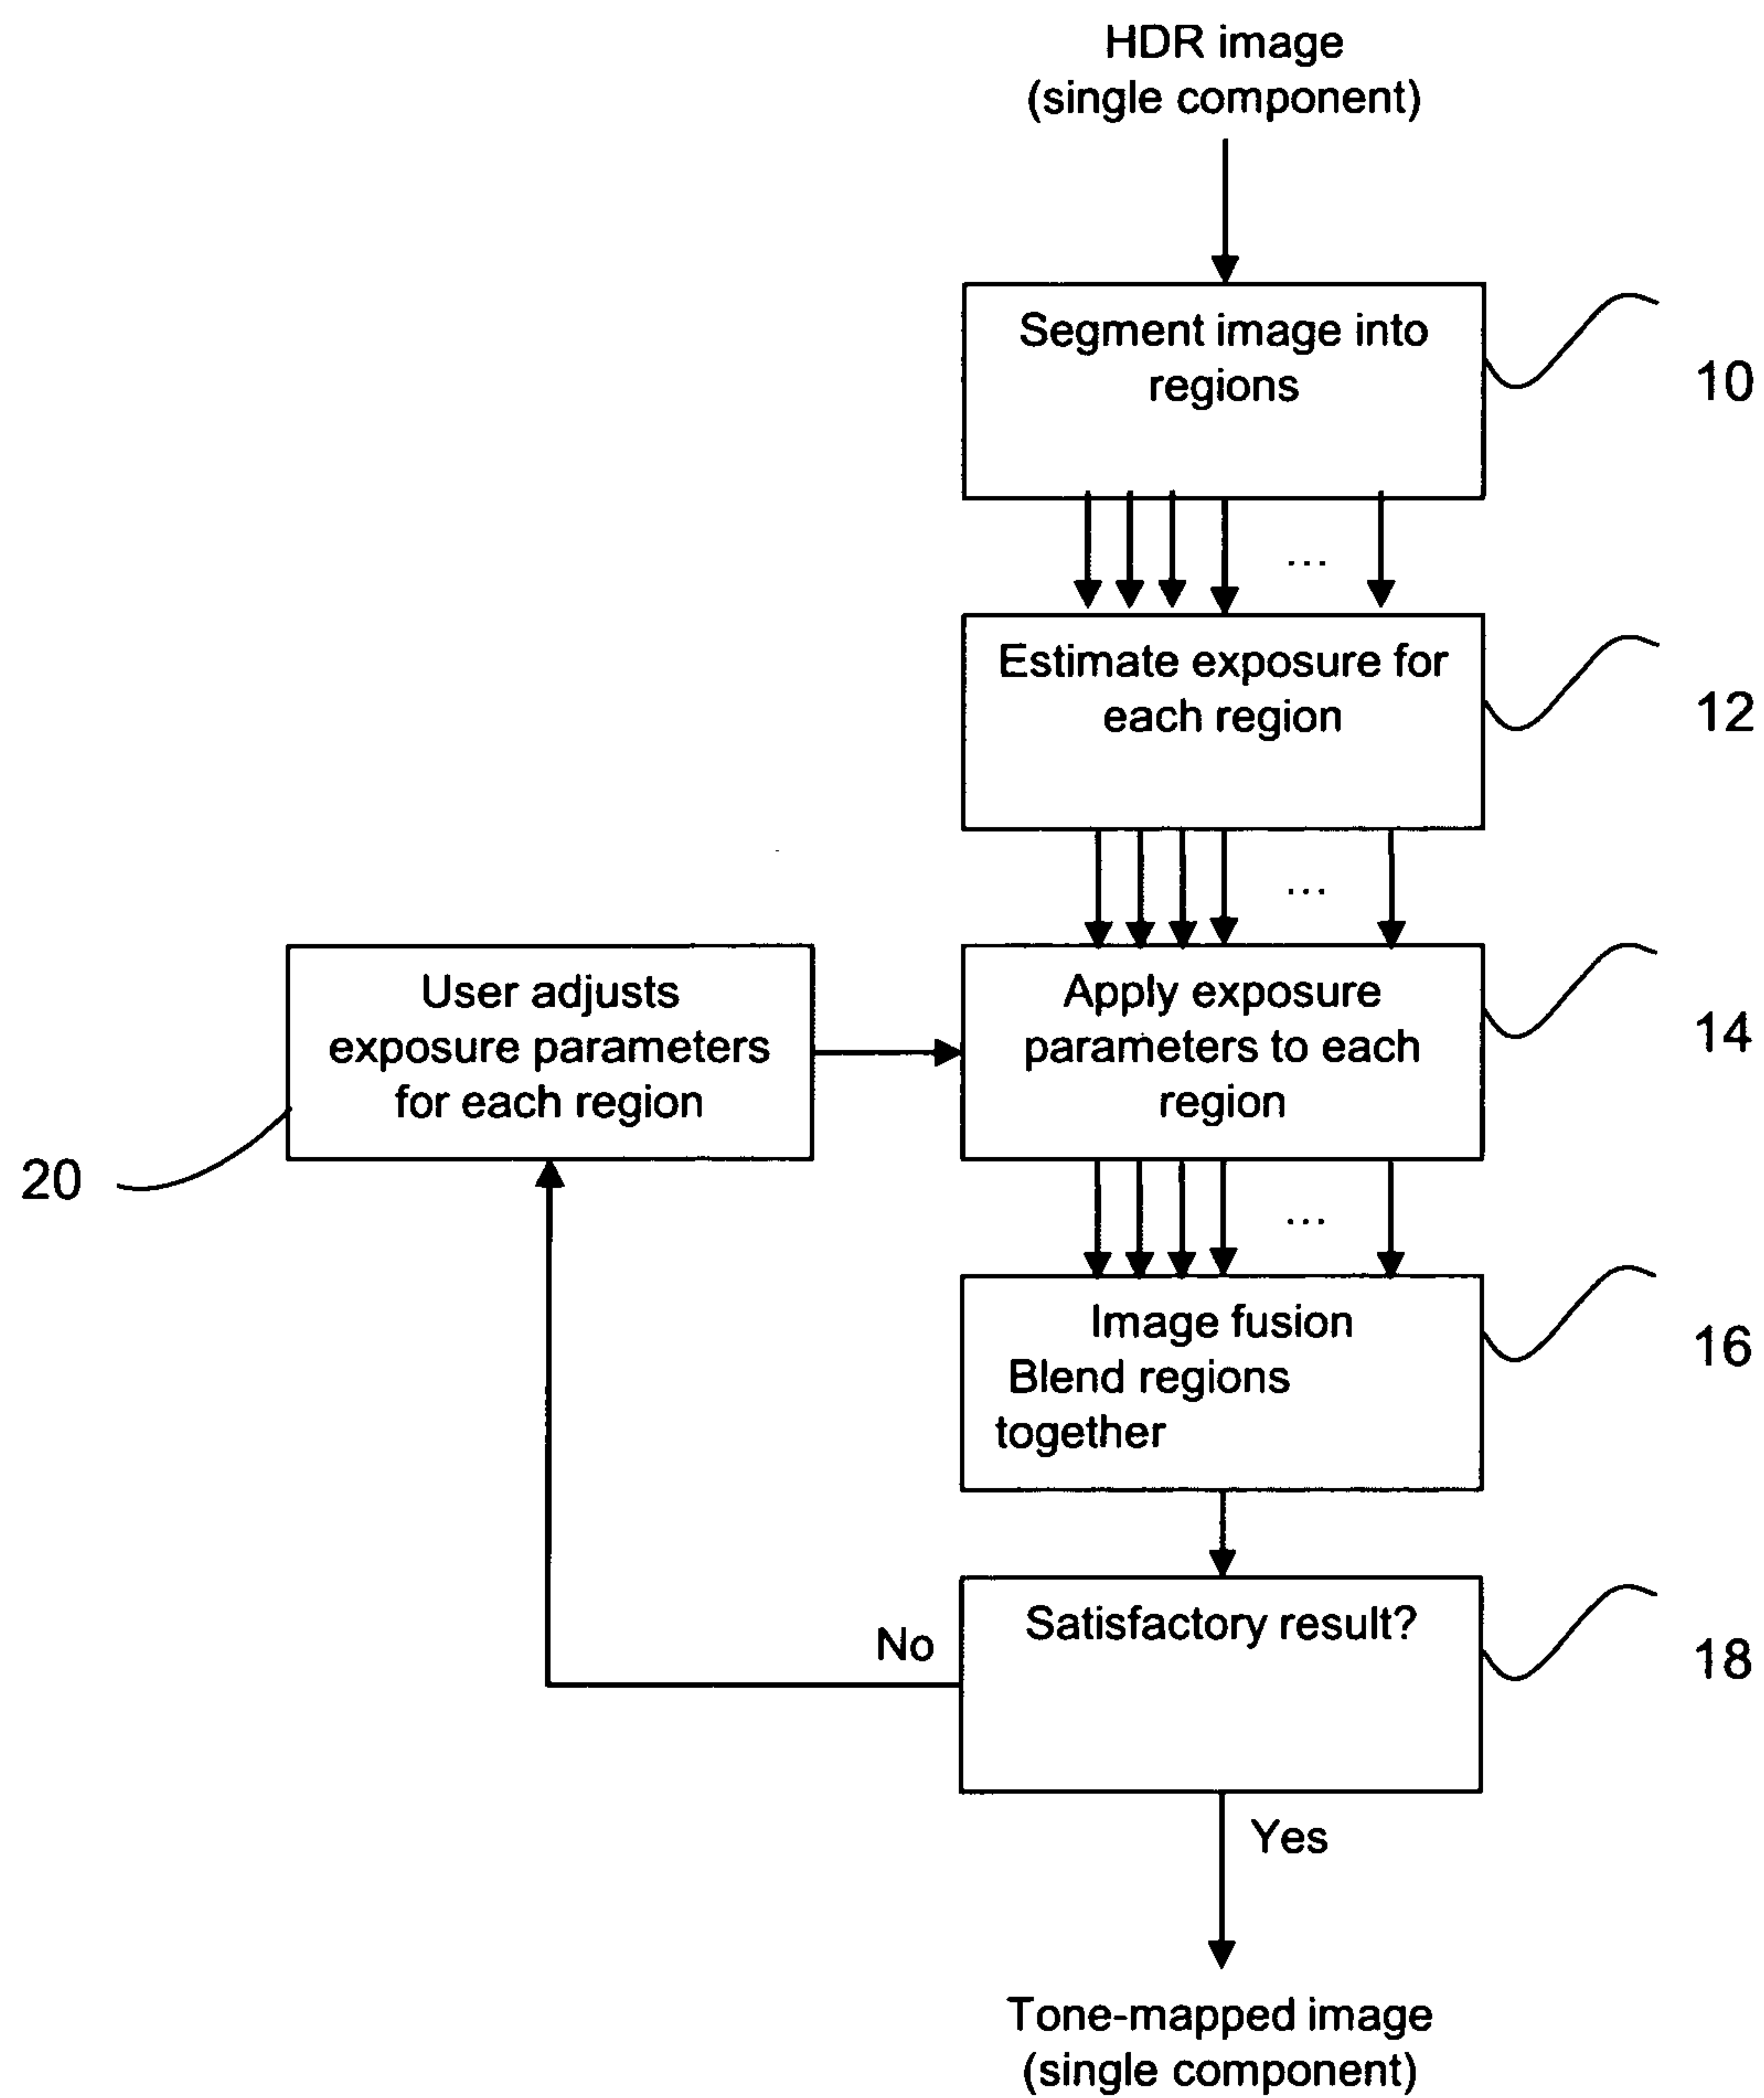 HDR image
(single component)
Segment image into
regions
10
...
Estimate exposure for
each region
12
...
User adjusts
exposure parameters
for each region
20
Apply exposure
parameters to each
region
14
...
Image fusion
Blend regions
together
16
Satisfactory result?
18
No
Yes
Tone-mapped image
(single component)